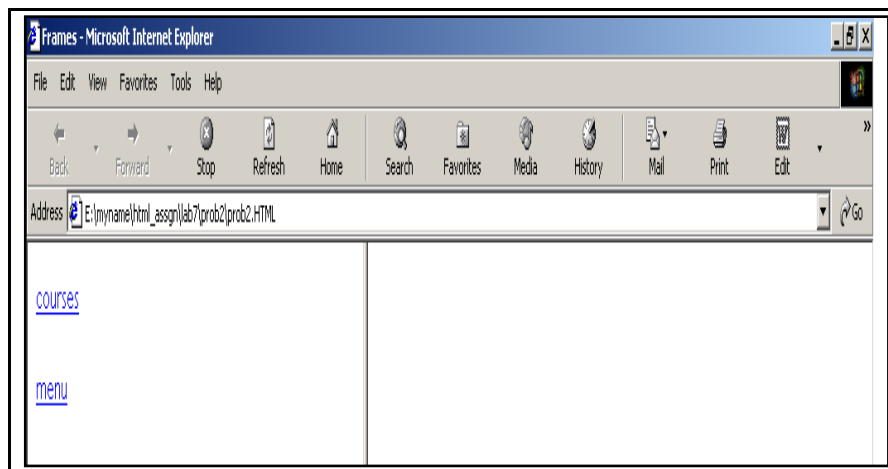 Frames - Microsoft Internet Explorer
File Edit View Favorites Tools Help
Back Forward Stop Refresh Home Search Favorites Media History Mail Print Edit »
Address E:\myname\html_assgn\lab7\prob2\prob2.HTML Go
courses
menu